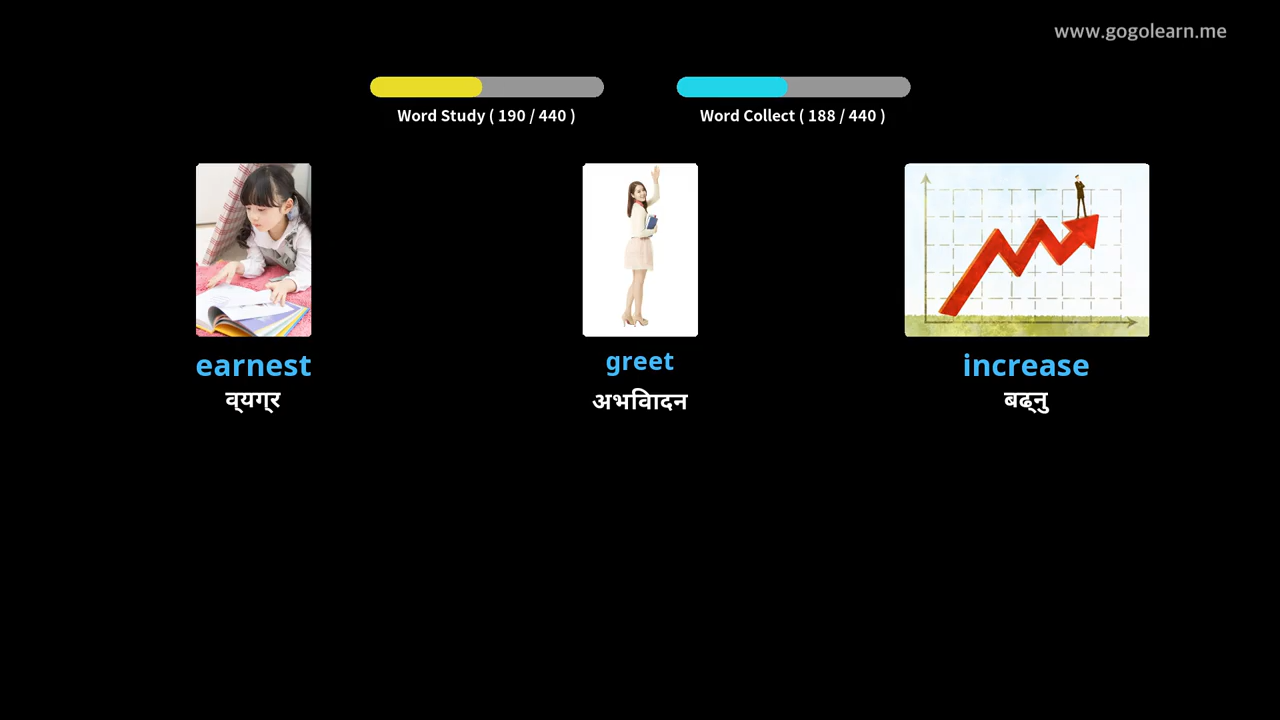 www.gogolearn.me
Word Study ( 190 / 440 )
Word Collect ( 188 / 440 )
earnest
व्यग्र
greet
अभिवादन
increase
बढ्नु